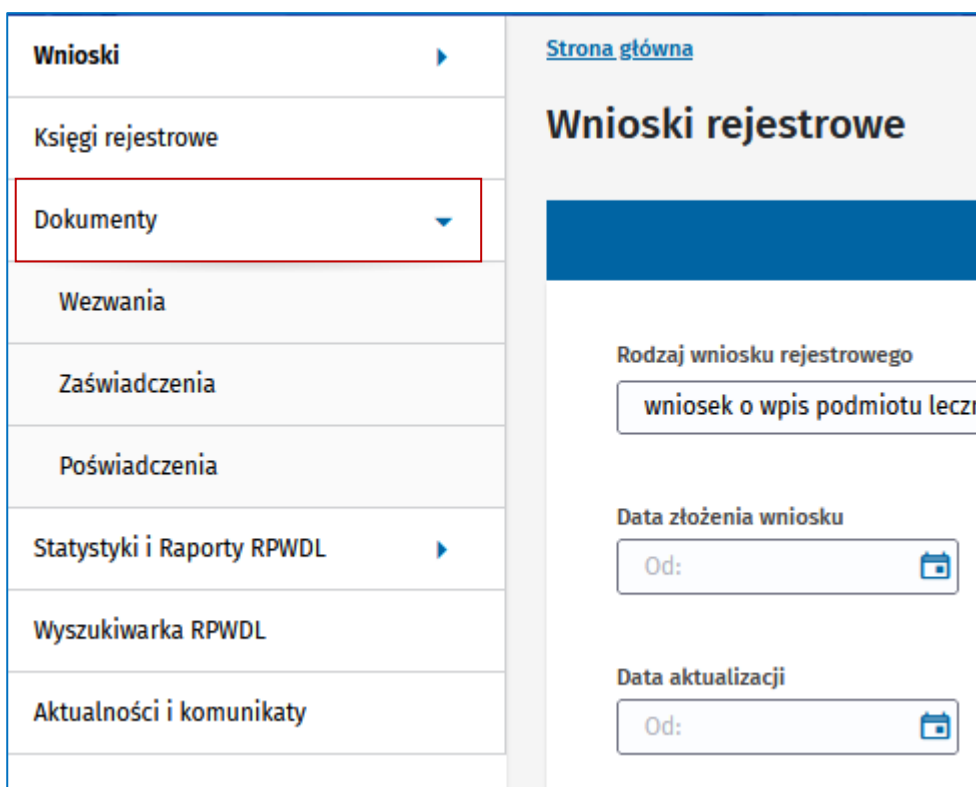 Wnioski
Księgi rejestrowe
Dokumenty
Wezwania
Zaświadczenia
Poświadczenia
Statystyki i Raporty RPWDL
Wyszukiwarka RPWDL
Aktualności i komunikaty
Strona główna
Wnioski rejestrowe
Rodzaj wniosku rejestrowego
wniosek o wpis podmiotu
Data złożenia wniosku
Od:
Data aktualizacji
Od: